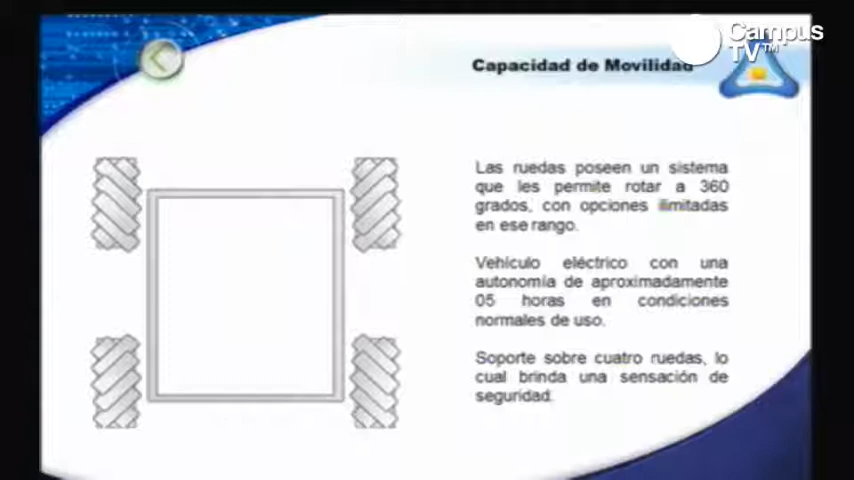 Campus
TV™
Capacidad de Movilidad
Las ruedas poseen un sistema
que les permite rotar a 360
grados, con opciones ilimitadas
en ese rango.
Vehículo eléctrico con una
autonomía de aproximadamente
05 horas en condiciones
normales de uso.
Soporte sobre cuatro ruedas, lo
cual brinda una sensación de
seguridad.